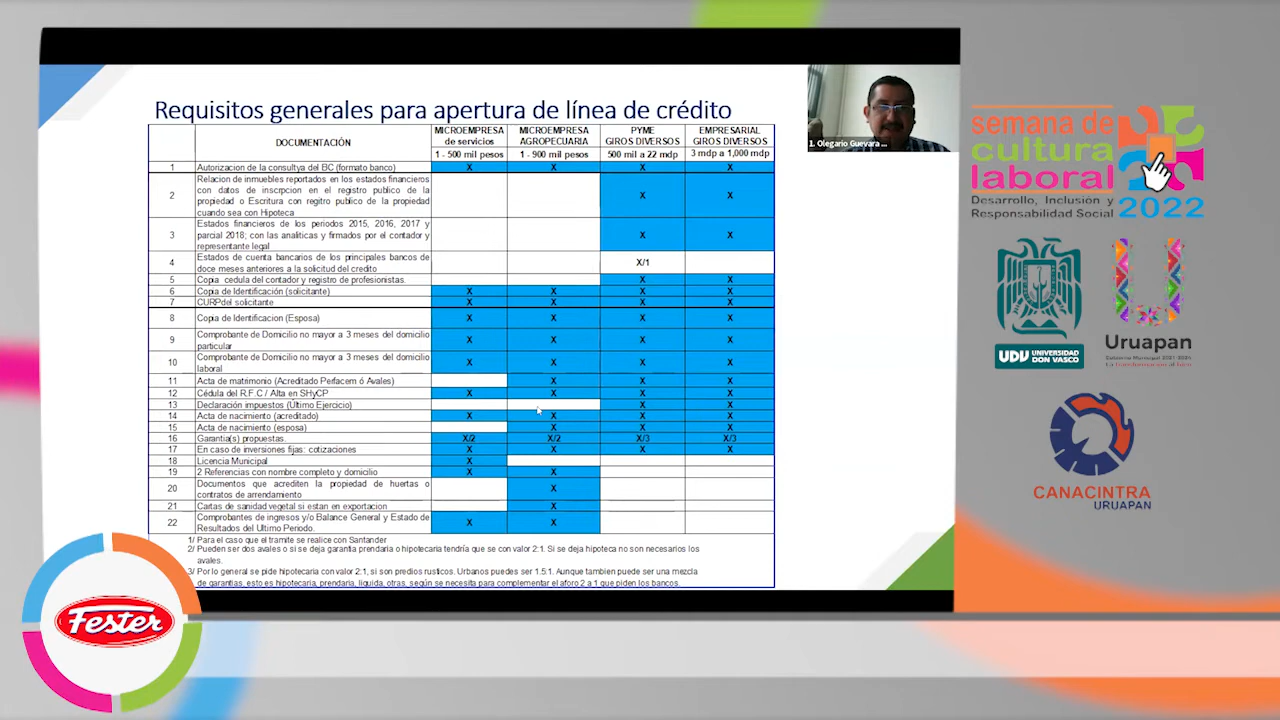 Requisitos generales para apertura de línea de crédito
DOCUMENTACIÓN
MICROEMPRESA
de servicios
MICROEMPRESA
AGROPECUARIA
PYME
GIROS DIVERSOS
EMPRESARIAL
GIROS DIVERSOS
1 - 500 mil pesos
1 - 900 mil pesos
500 mil a 22 mdp
3 mdp a 1,000 mdp
1 Autorizacion de la consultya del BC (formato banco) X X X X
2 Relacion de inmuebles reportados en los estados financieros
con datos de inscrpcion en el registro publico de la
propiedad o Escritura con regitro publico de la propiedad
cuando sea con Hipoteca X X
3 Estados financieros de los periodos 2015, 2016, 2017 y
parcial 2018; con las analiticas y firmados por el contador y
representante legal X X
4 Estados de cuenta bancarios de los principales bancos de
doce meses anteriores a la solicitud del credito X/1
5 Copia cedula del contador y registro de profesionistas. X X
6 Copia de Identificación (solicitante) X X X X
7 CURPdel solicitante X X X X
8 Copia de Identificacion (Esposa) X X X X
9 Comprobante de Domicilio no mayor a 3 meses del domicilio
particular X X X X
10 Comprobante de Domicilio no mayor a 3 meses del domicilio
laboral X X X X
11 Acta de matrimonio (Acreditado Perfacem ó Avales) X X X
12 Cédula del R.F.C / Alta en SHyCP X X X X
13 Declaración impuestos (Último Ejercicio) X X
14 Acta de nacimiento (acreditado) X X X X
15 Acta de nacimiento (esposa) X X X
16 Garantia(s) propuestas. X/2 X/2 X/3 X/3
17 En caso de inversiones fijas: cotizaciones X X X X
18 Licencia Municipal X
19 2 Referencias con nombre completo y domicilio X X
20 Documentos que acrediten la propiedad de huertas o
contratos de arrendamiento X
21 Cartas de sanidad vegetal si estan en exportacion X
22 Comprobantes de ingresos y/o Balance General y Estado de
Resultados del Ultimo Periodo. X X
1/ Para el caso que el tramite se realice con Santander
2/ Pueden ser dos avales o si se deja garantia prendaria o hipotecaria tendría que se con valor 2:1. Si se deja hipoteca no son necesarios los
avales.
3/ Por lo general se pide hipotecaria con valor 2:1, si son predios rusticos. Urbanos puedes ser 1.5:1. Aunque tambien puede ser una mezcla
de garantias, esto es hipotecaria, prendaria, liquida, otras, según se necesita para complementar el aforo 2 a 1 que piden los bancos.
1. Olegario Guevara ...
semana de
cultura
laboral
Desarrollo, Inclusión y
Responsabilidad Social
2022
UDV UNIVERSIDAD
DON VASCO
Uruapan
Gobierno Municipal 2021-2024
CANACINTRA
URUAPAN
Fester